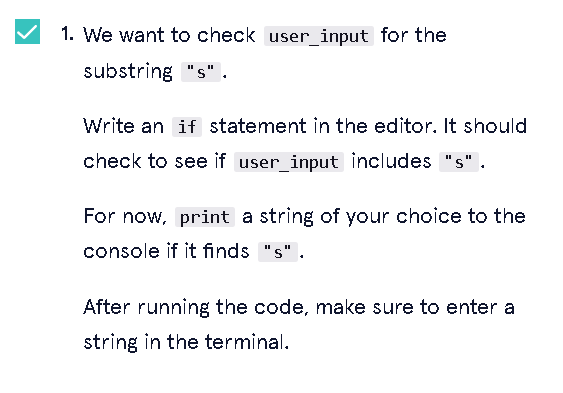 1. We want to check user_input for the
substring "s".
Write an if statement in the editor. It should
check to see if user_input includes "s".
For now, print a string of your choice to the
console if it finds "s".
After running the code, make sure to enter a
string in the terminal.